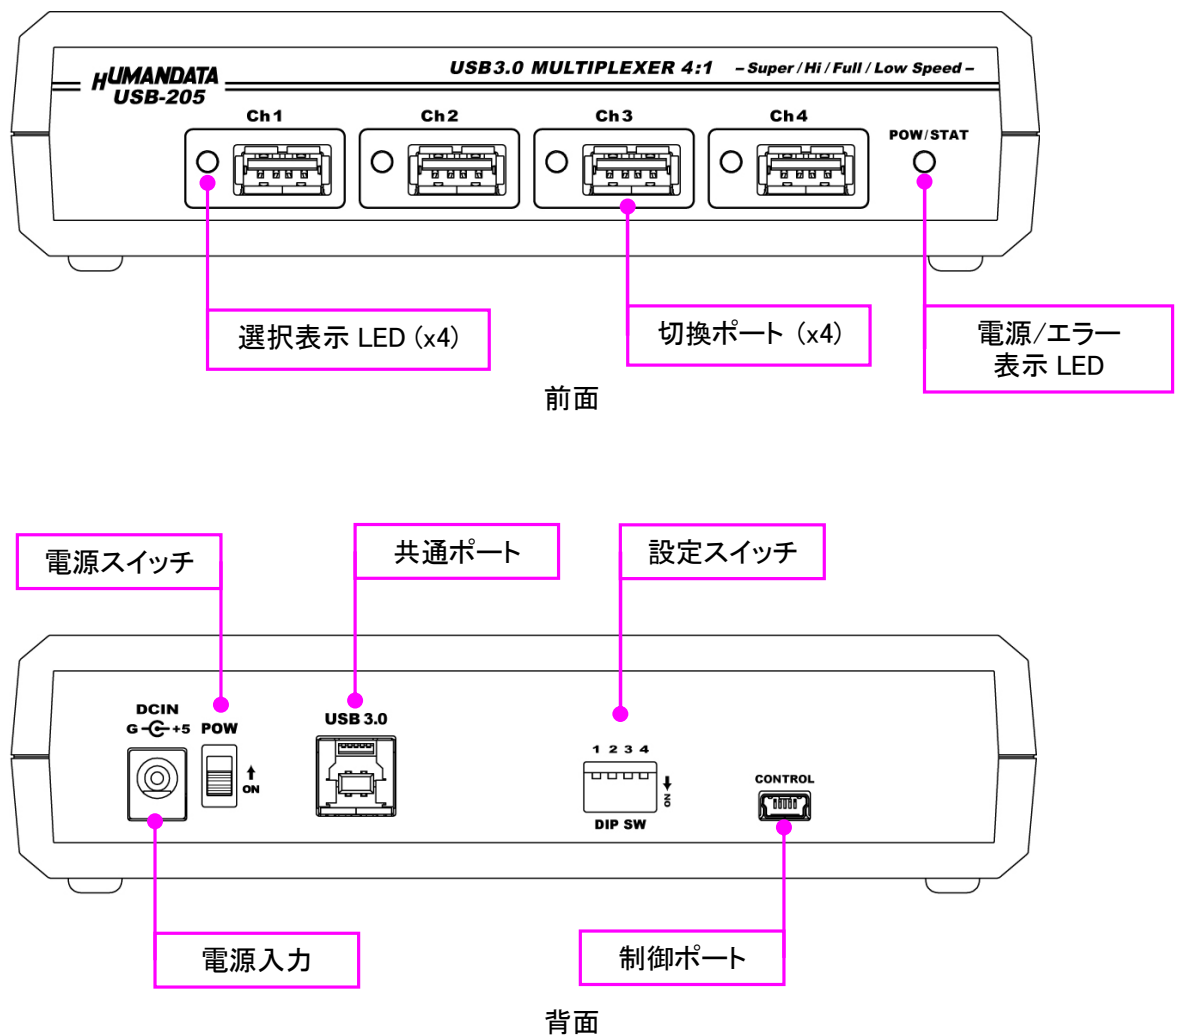 HUMANDATA
USB-205
USB3.0 MULTIPLEXER 4:1 – Super / Hi / Full / Low Speed –
Ch1 Ch2 Ch3 Ch4
POW/STAT
選択表示 LED (x4)
切換ポート (x4)
電源/エラー
表示 LED
前面
電源スイッチ
共通ポート
設定スイッチ
DCIN
G +5
POW
ON
USB 3.0
1 2 3 4
ON
DIP SW
CONTROL
電源入力
制御ポート
背面